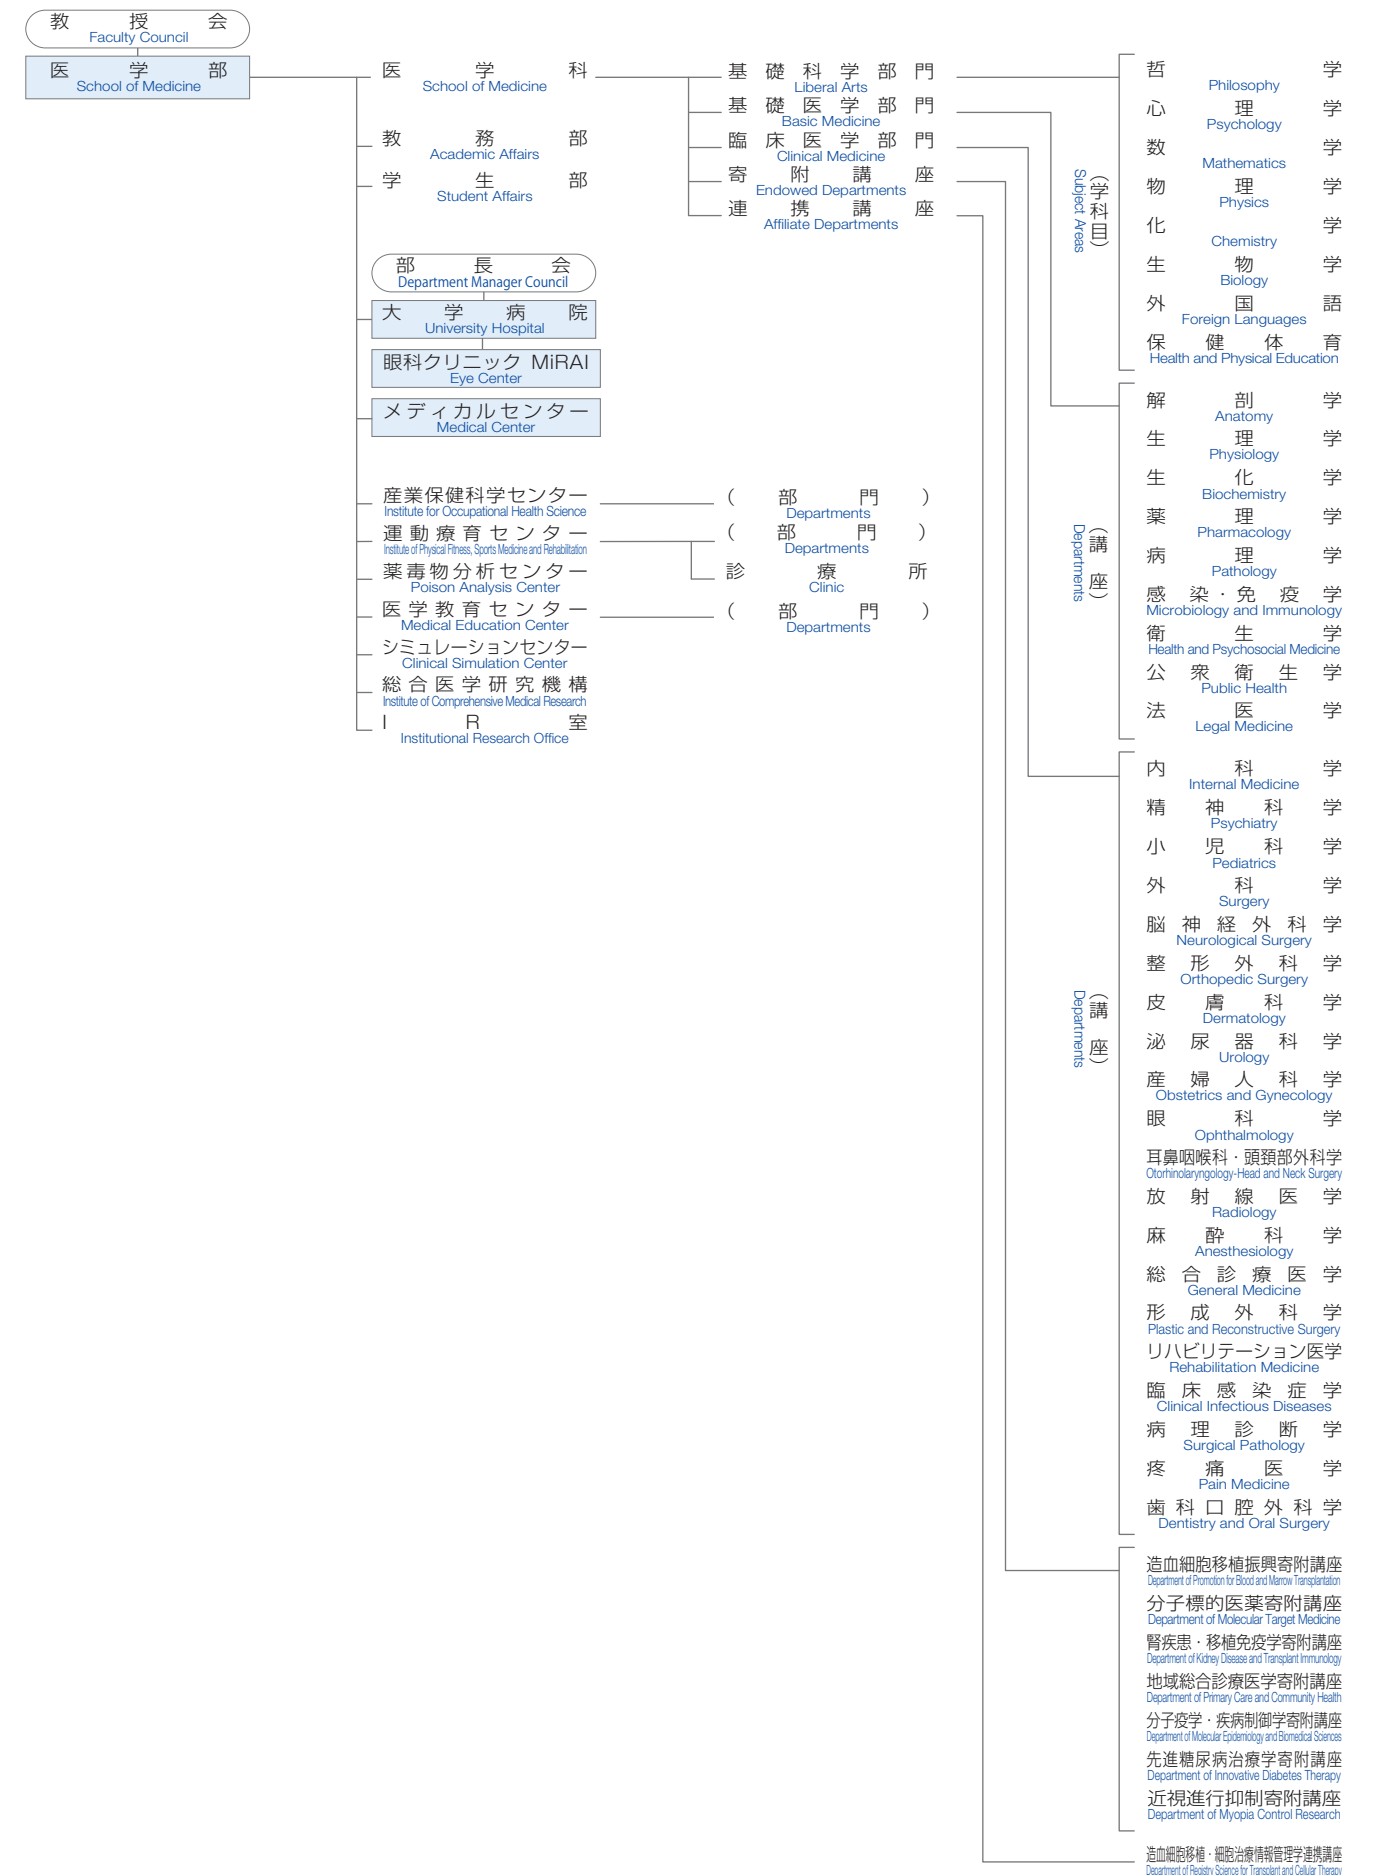 教授会
Faculty Council
医学部
School of Medicine
医学科
School of Medicine
教務部
Academic Affairs
学生部
Student Affairs
部長会
Department Manager Council
大学病院
University Hospital
眼科クリニック MiRAI
Eye Center
メディカルセンター
Medical Center
産業保健科学センター
Institute for Occupational Health Science
運動療育センター
Institute of Physical Fitness, Sports Medicine and Rehabilitation
薬毒物分析センター
Poison Analysis Center
医学教育センター
Medical Education Center
シミュレーションセンター
Clinical Simulation Center
総合医学研究機構
Institute of Comprehensive Medical Research
IR室
Institutional Research Office
基礎科学部門
Liberal Arts
基礎医学部門
Basic Medicine
臨床医学部門
Clinical Medicine
寄附講座
Endowed Departments
連携講座
Affiliate Departments
(部門)
Departments
(部門)
Departments
診療所
Clinic
(部門)
Departments
(学科目)
Subject Areas
哲学
Philosophy
心理学
Psychology
数学
Mathematics
物理学
Physics
化学
Chemistry
生物学
Biology
外国語
Foreign Languages
保健体育
Health and Physical Education
(講座)
Departments
解剖学
Anatomy
生理学
Physiology
生化学
Biochemistry
薬理学
Pharmacology
病理学
Pathology
感染・免疫学
Microbiology and Immunology
衛生学
Health and Psychosocial Medicine
公衆衛生学
Public Health
法医学
Legal Medicine
(講座)
Departments
内科学
Internal Medicine
精神科学
Psychiatry
小児科学
Pediatrics
外科学
Surgery
脳神経外科学
Neurological Surgery
整形外科学
Orthopedic Surgery
皮膚科学
Dermatology
泌尿器科学
Urology
産婦人科学
Obstetrics and Gynecology
眼科学
Ophthalmology
耳鼻咽喉科・頭頚部外科学
Otorhinolaryngology-Head and Neck Surgery
放射線医学
Radiology
麻酔科学
Anesthesiology
総合診療医学
General Medicine
形成外科学
Plastic and Reconstructive Surgery
リハビリテーション医学
Rehabilitation Medicine
臨床感染症学
Clinical Infectious Diseases
病理診断学
Surgical Pathology
疼痛医学
Pain Medicine
歯科口腔外科学
Dentistry and Oral Surgery
造血細胞移植振興寄附講座
Department of Promotion for Blood and Marrow Transplantation
分子標的医薬寄附講座
Department of Molecular Target Medicine
腎疾患・移植免疫学寄附講座
Department of Kidney Disease and Transplant Immunology
地域総合診療医学寄附講座
Department of Primary Care and Community Health
分子疫学・疾病制御学寄附講座
Department of Molecular Epidemiology and Biomedical Sciences
先進糖尿病治療学寄附講座
Department of Innovative Diabetes Therapy
近視進行抑制寄附講座
Department of Myopia Control Research
造血細胞移植・細胞治療情報管理学連携講座
Department of Registry Science for Transplant and Cellular Therapy